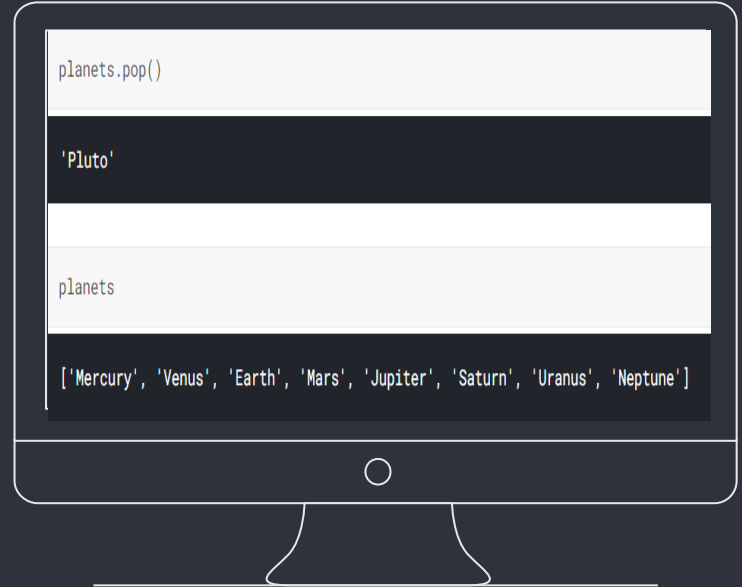 planets.pop()
'Pluto'
planets
['Mercury', 'Venus', 'Earth', 'Mars', 'Jupiter', 'Saturn', 'Uranus', 'Neptune']